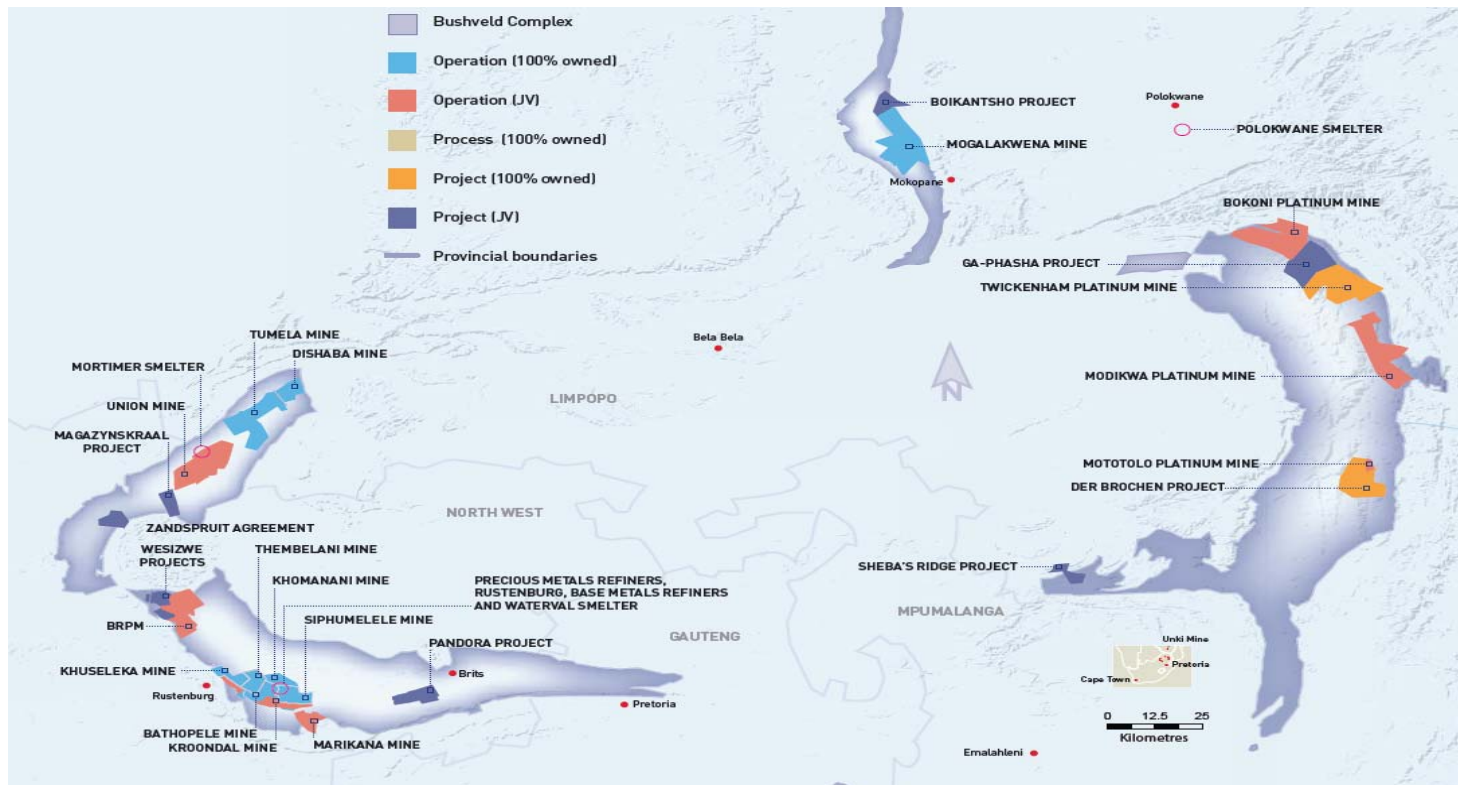 Bushveld Complex
Operation (100% owned)
Operation (JV)
Process (100% owned)
Project (100% owned)
Project (JV)
Provincial boundaries
BOIKANTSHO PROJECT
MOGALAKWENA MINE
Mokopane
Polokwane
POLOKWANE SMELTER
BOKONI PLATINUM MINE
GA-PHASHA PROJECT
TWICKENHAM PLATINUM MINE
MODIKWA PLATINUM MINE
MOTOTOLO PLATINUM MINE
DER BROCHEN PROJECT
SHEBA'S RIDGE PROJECT
TUMELA MINE
DISHABA MINE
MORTIMER SMELTER
UNION MINE
MAGAZYNSKRAAL
PROJECT
ZANDSPRUIT AGREEMENT
WESIZWE
PROJECTS
THEMBELANI MINE
KHOMANANI MINE
PRECIOUS METALS REFINERS,
RUSTENBURG, BASE METALS REFINERS
AND WATERVAL SMELTER
SIPHUMELELE MINE
BRPM
PANDORA PROJECT
KHUSELEKA MINE
Rustenburg
Brits
Pretoria
BATHOPELE MINE
KROONDAL MINE
MARIKANA MINE
Bela Bela
LIMPOPO
N
NORTH WEST
GAUTENG
MPUMALANGA
Unki Mine
Pretoria
Cape Town
0 12.5 25
Kilometres
Emalahleni